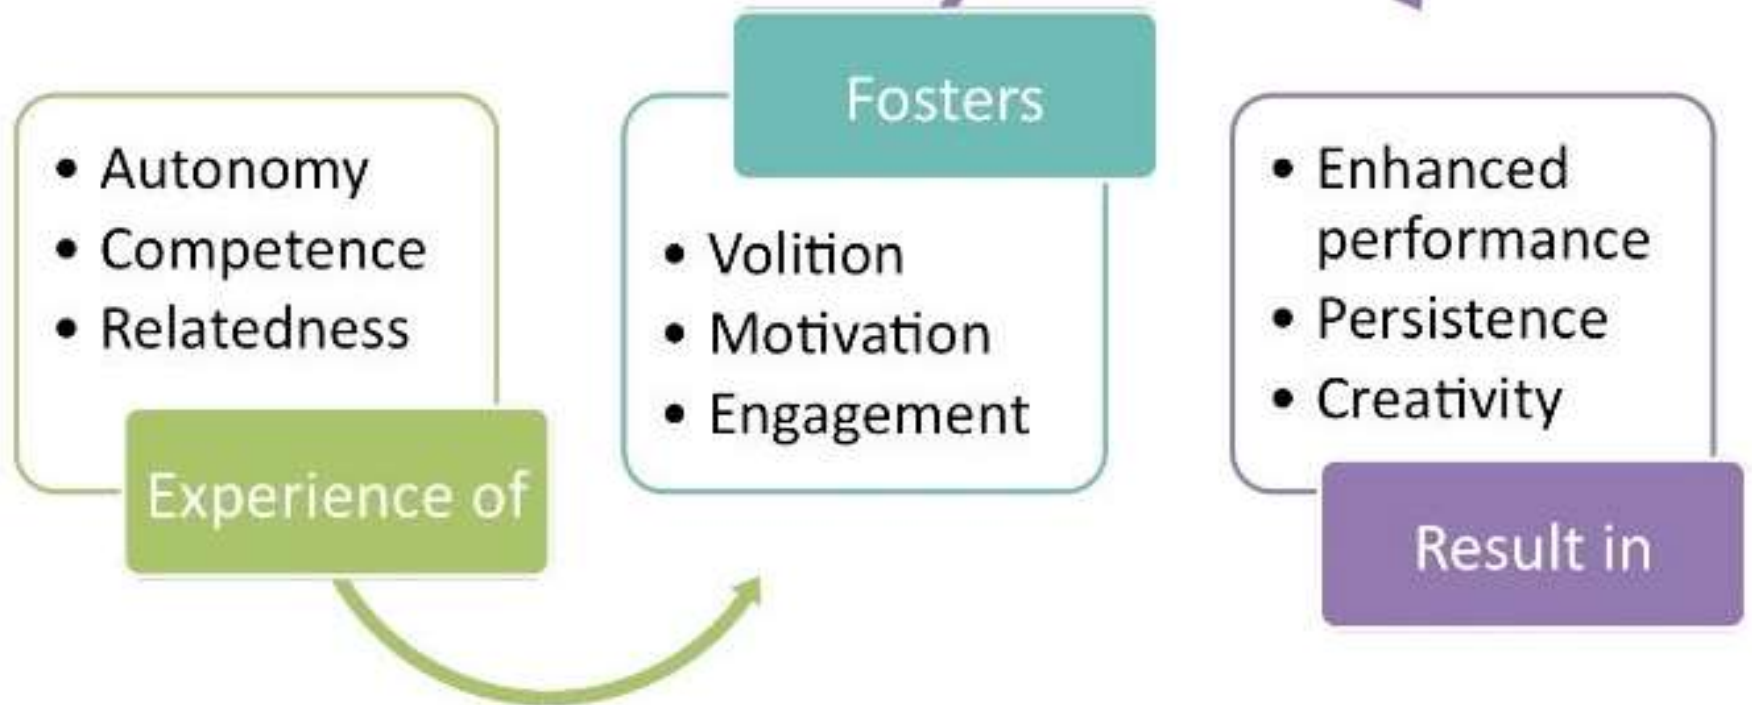 • Autonomy
• Competence
• Relatedness
Experience of
Fosters
• Volition
• Motivation
• Engagement
• Enhanced
performance
• Persistence
• Creativity
Result in